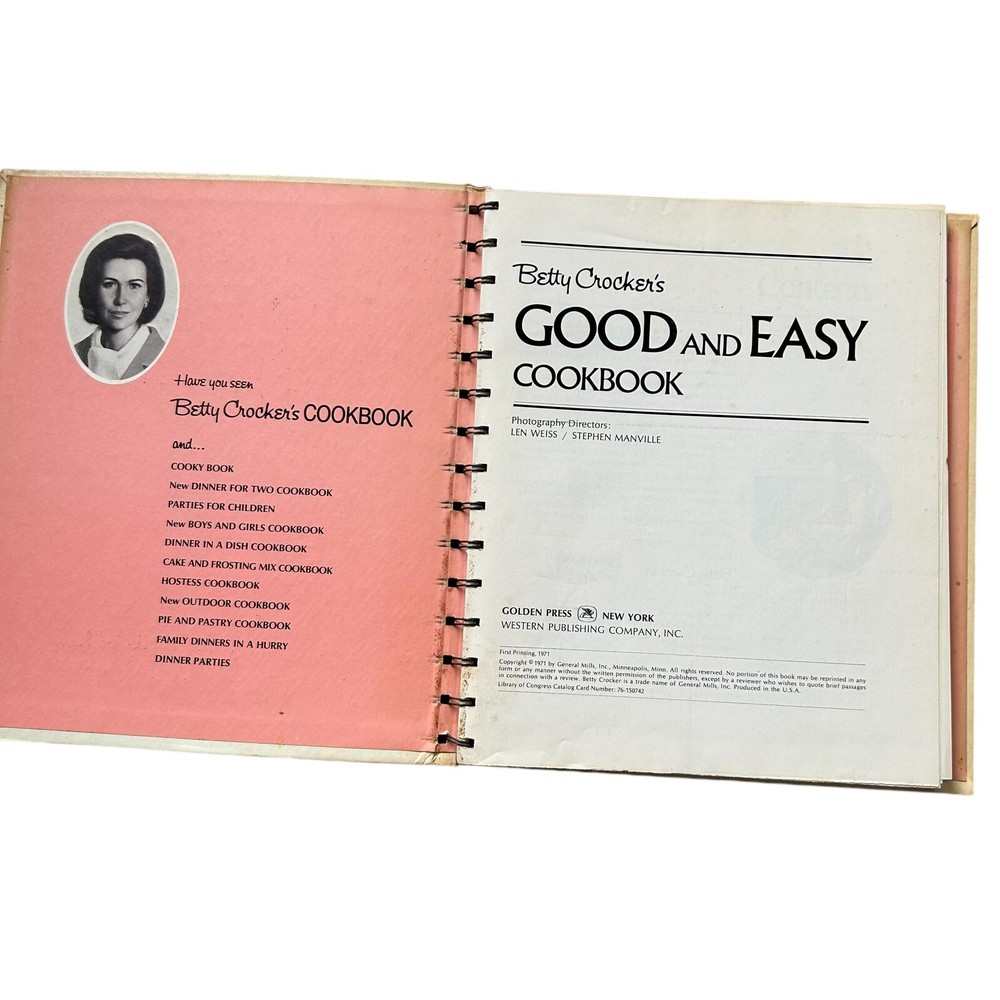 Have you seen
Betty Crocker's COOKBOOK
and...
COOKY BOOK
New DINNER FOR TWO COOKBOOK
PARTIES FOR CHILDREN
New BOYS AND GIRLS COOKBOOK
DINNER IN A DISH COOKBOOK
CAKE AND FROSTING MIX COOKBOOK
HOSTESS COOKBOOK
New OUTDOOR COOKBOOK
PIE AND PASTRY COOKBOOK
FAMILY DINNERS IN A HURRY
DINNER PARTIES
Betty Crocker's
GOOD AND EASY
COOKBOOK
Photography Directors:
LEN WEISS / STEPHEN MANVILLE
GOLDEN PRESS NEW YORK
WESTERN PUBLISHING COMPANY, INC.
First Printing, 1971
Copyright © 1971 by General Mills, Inc., Minneapolis, Minn. All rights reserved. No portion of this book may be reprinted in any
form or any manner without the written permission of the publishers, except by a reviewer who wishes to quote brief passages
in connection with a review. Betty Crocker is a trade name of General Mills, Inc. Produced in the U.S.A.
Library of Congress Catalog Card Number: 76-150742